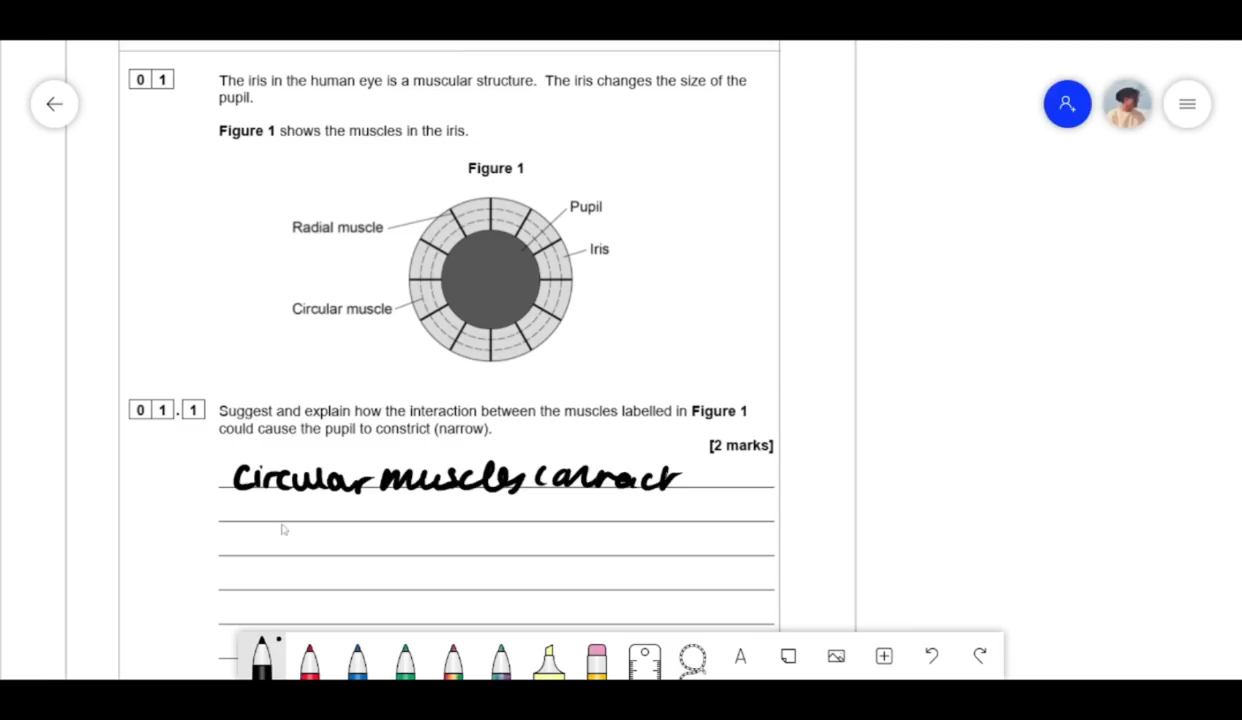 0 1 The iris in the human eye is a muscular structure. The iris changes the size of the
pupil.
Figure 1 shows the muscles in the iris.
Figure 1
Pupil
Radial muscle
Iris
Circular muscle
0 1 . 1 Suggest and explain how the interaction between the muscles labelled in Figure 1
could cause the pupil to constrict (narrow).
[2 marks]
Circular muscles contract
A